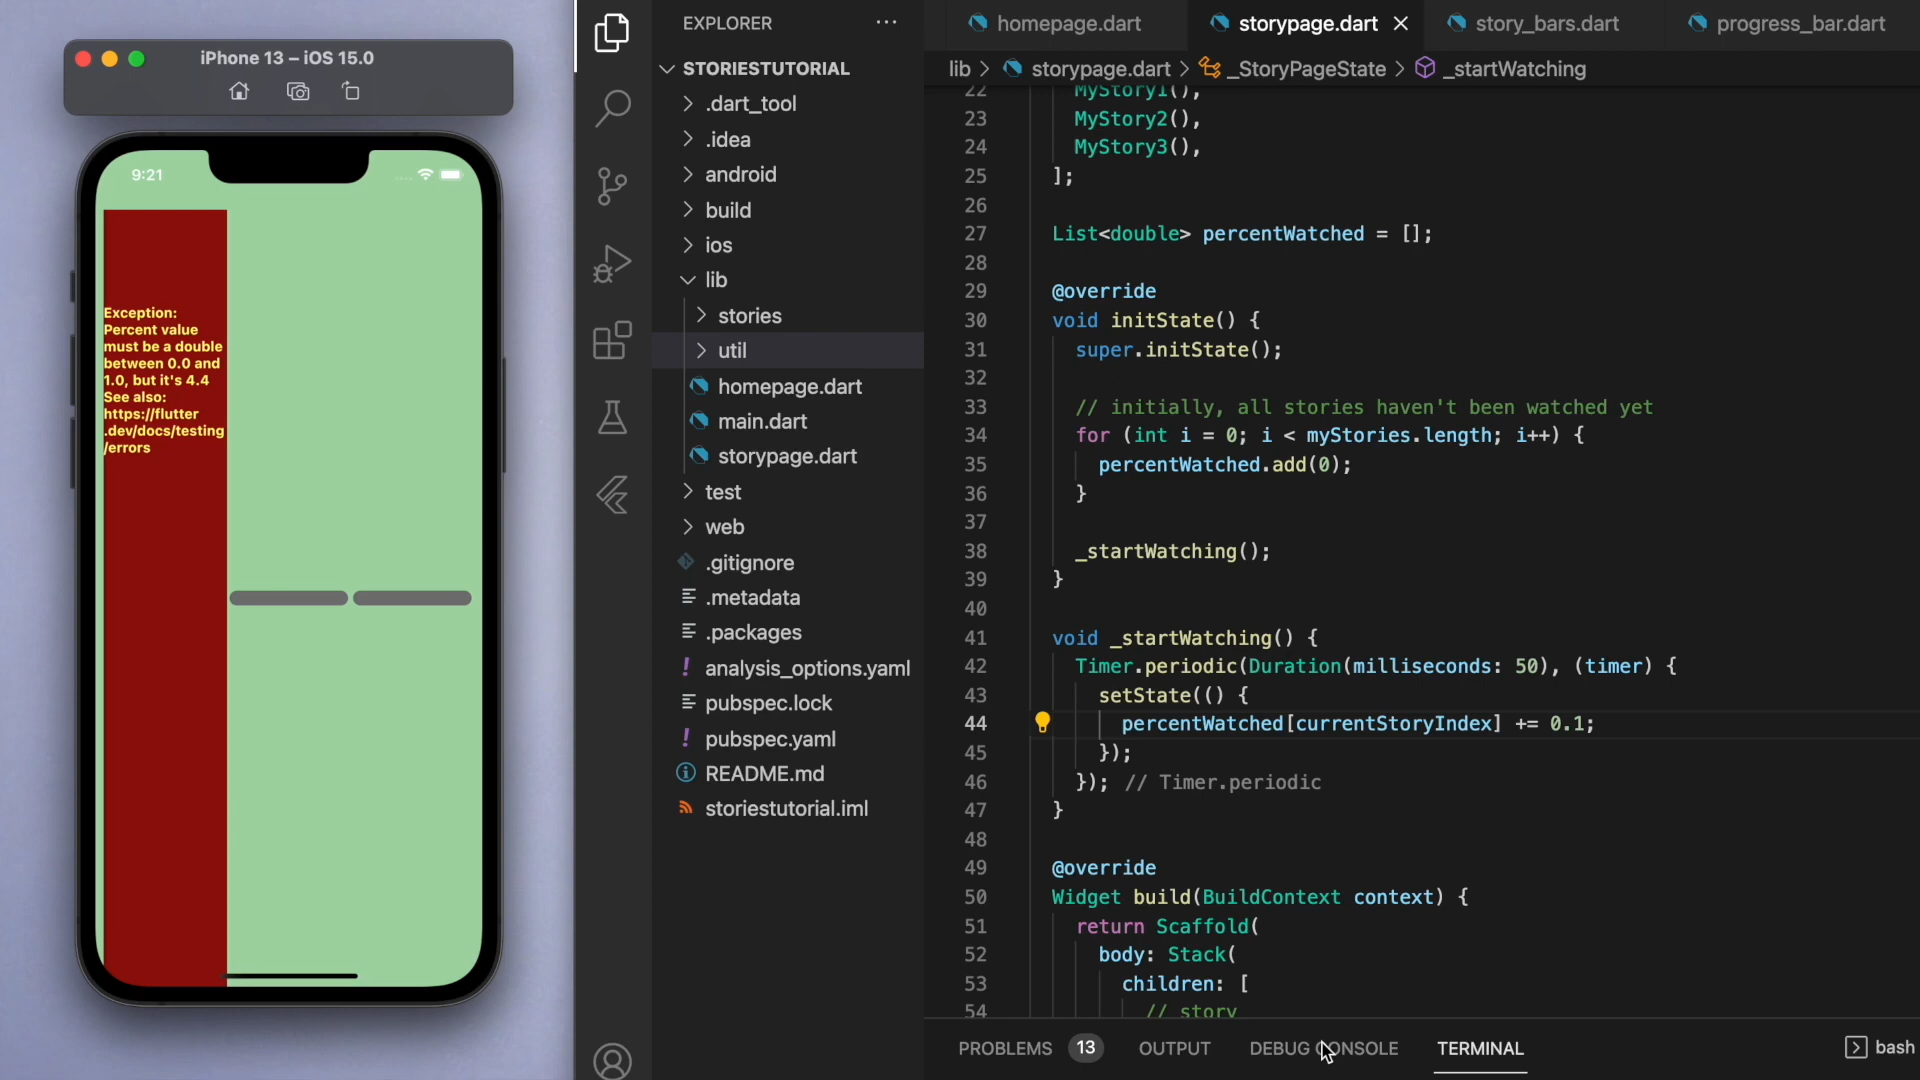 iPhone 13 – iOS 15.0
9:21
Exception:
Percent value
must be a double
between 0.0 and
1.0, but it's 4.4
See also:
https://flutter
.dev/docs/testing
/errors
EXPLORER
STORIESTUTORIAL
.dart_tool
.idea
android
build
ios
lib
stories
util
homepage.dart
main.dart
storypage.dart
test
web
.gitignore
.metadata
.packages
analysis_options.yaml
pubspec.lock
pubspec.yaml
README.md
storiestutorial.iml
homepage.dart storypage.dart story_bars.dart progress_bar.dart
lib > storypage.dart > _StoryPageState > _startWatching
22 MyStory1(),
23 MyStory2(),
24 MyStory3(),
25 ];
26
27 List<double> percentWatched = [];
28
29 @override
30 void initState() {
31 super.initState();
32
33 // initially, all stories haven't been watched yet
34 for (int i = 0; i < myStories.length; i++) {
35 percentWatched.add(0);
36 }
37
38 _startWatching();
39 }
40
41 void _startWatching() {
42 Timer.periodic(Duration(milliseconds: 50), (timer) {
43 setState(() {
44 percentWatched[currentStoryIndex] += 0.1;
45 });
46 }); // Timer.periodic
47 }
48
49 @override
50 Widget build(BuildContext context) {
51 return Scaffold(
52 body: Stack(
53 children: [
54 // story
PROBLEMS 13 OUTPUT DEBUG CONSOLE TERMINAL bash